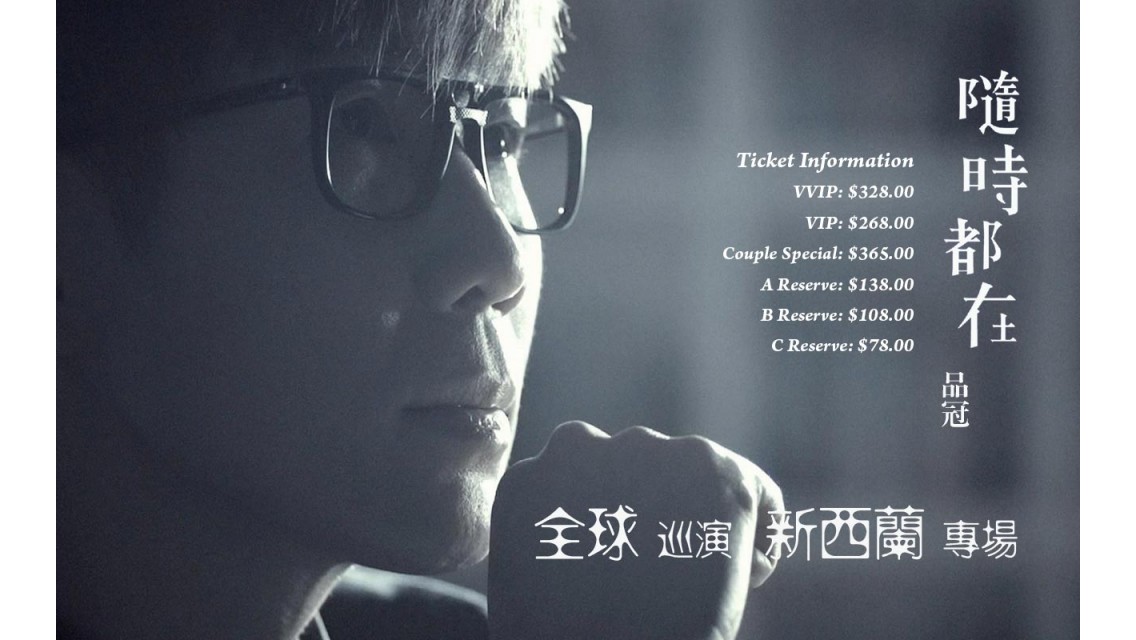 隨時都在
品冠
Ticket Information
VVIP: $328.00
VIP: $268.00
Couple Special: $365.00
A Reserve: $138.00
B Reserve: $108.00
C Reserve: $78.00
全球 巡演 新西蘭 專場